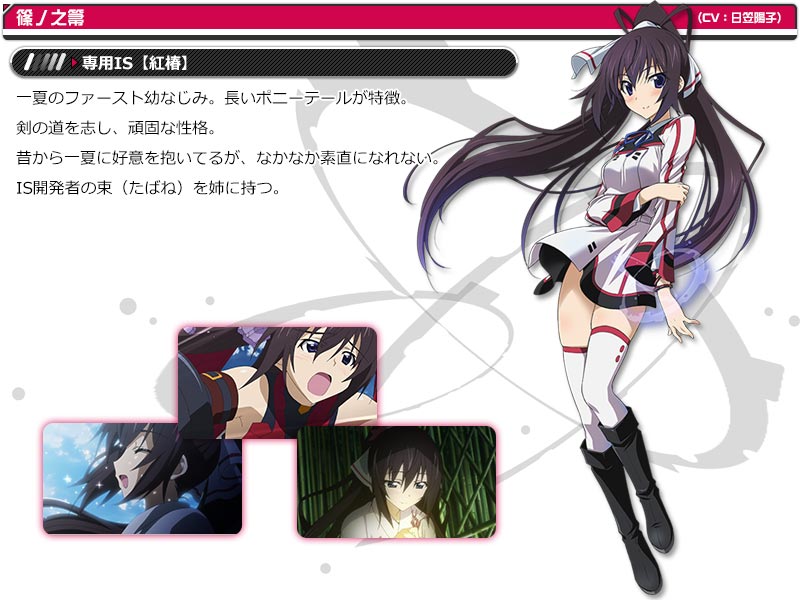 篠ノ之箒
(CV:日笠陽子)
専用IS【紅椿】
一夏のファースト幼なじみ。長いポニーテールが特徴。
剣の道を志し、頑固な性格。
昔から一夏に好意を抱いてるが、なかなか素直になれない。
IS開発者の束（たばね）を姉に持つ。